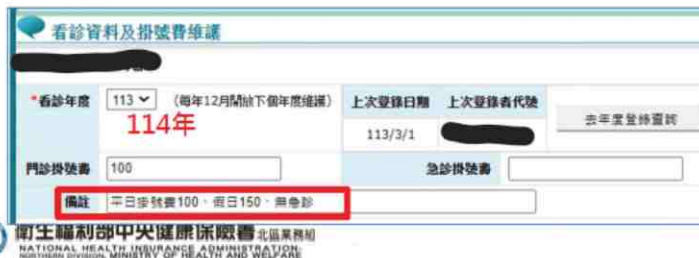 看診資料及掛號費維護
*看診年度 113 (每年12月開放下個年度維護) 上次登錄日期 上次登錄者代號 去年度登錄查詢
114年
113/3/1
門診掛號費 100 急診掛號費
備註 平日掛號費100、假日150、無急診
衛生福利部中央健康保險署 北區業務組
NATIONAL HEALTH INSURANCE ADMINISTRATION
NORTHERN DIVISION, MINISTRY OF HEALTH AND WELFARE